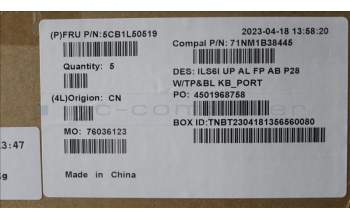 (P)FRU P/N:5CB1L50519
2023-04-18 13:58:20
Compal P/N: 71NM1B38445
Quantity: 5
DES: ILS6I UP AL FP AB P28
W/TP&BL KB_PORT
(4L)Origion: CN
PO: 4501968758
MO: 76036123
BOX ID:TNBT2304181356560080
Made in China
3:47
g